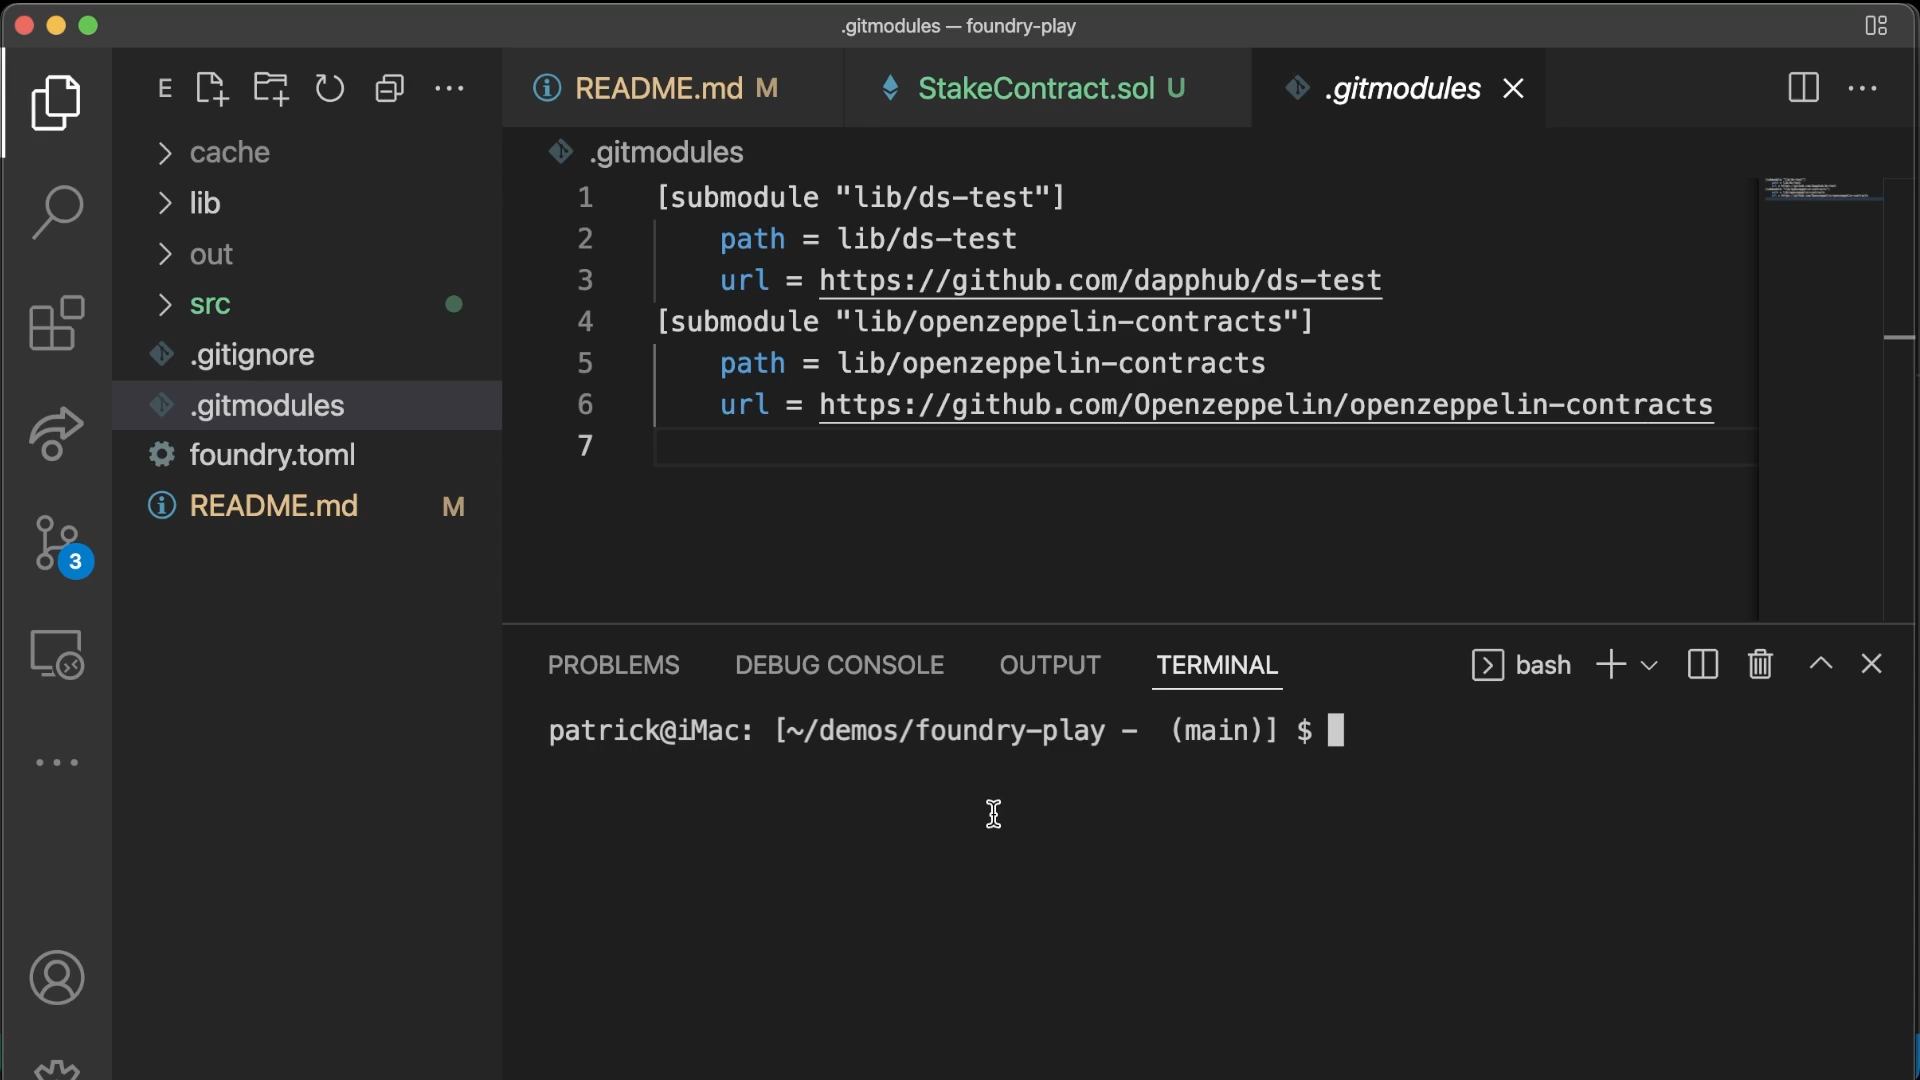 .gitmodules — foundry-play
E
README.md M
StakeContract.sol U
.gitmodules
cache
lib
out
src
.gitignore
.gitmodules
foundry.toml
README.md M
3
.gitmodules
1 [submodule "lib/ds-test"]
2 path = lib/ds-test
3 url = https://github.com/dapphub/ds-test
4 [submodule "lib/openzeppelin-contracts"]
5 path = lib/openzeppelin-contracts
6 url = https://github.com/Openzeppelin/openzeppelin-contracts
7
PROBLEMS DEBUG CONSOLE OUTPUT TERMINAL bash
patrick@iMac: [~/demos/foundry-play - (main)] $